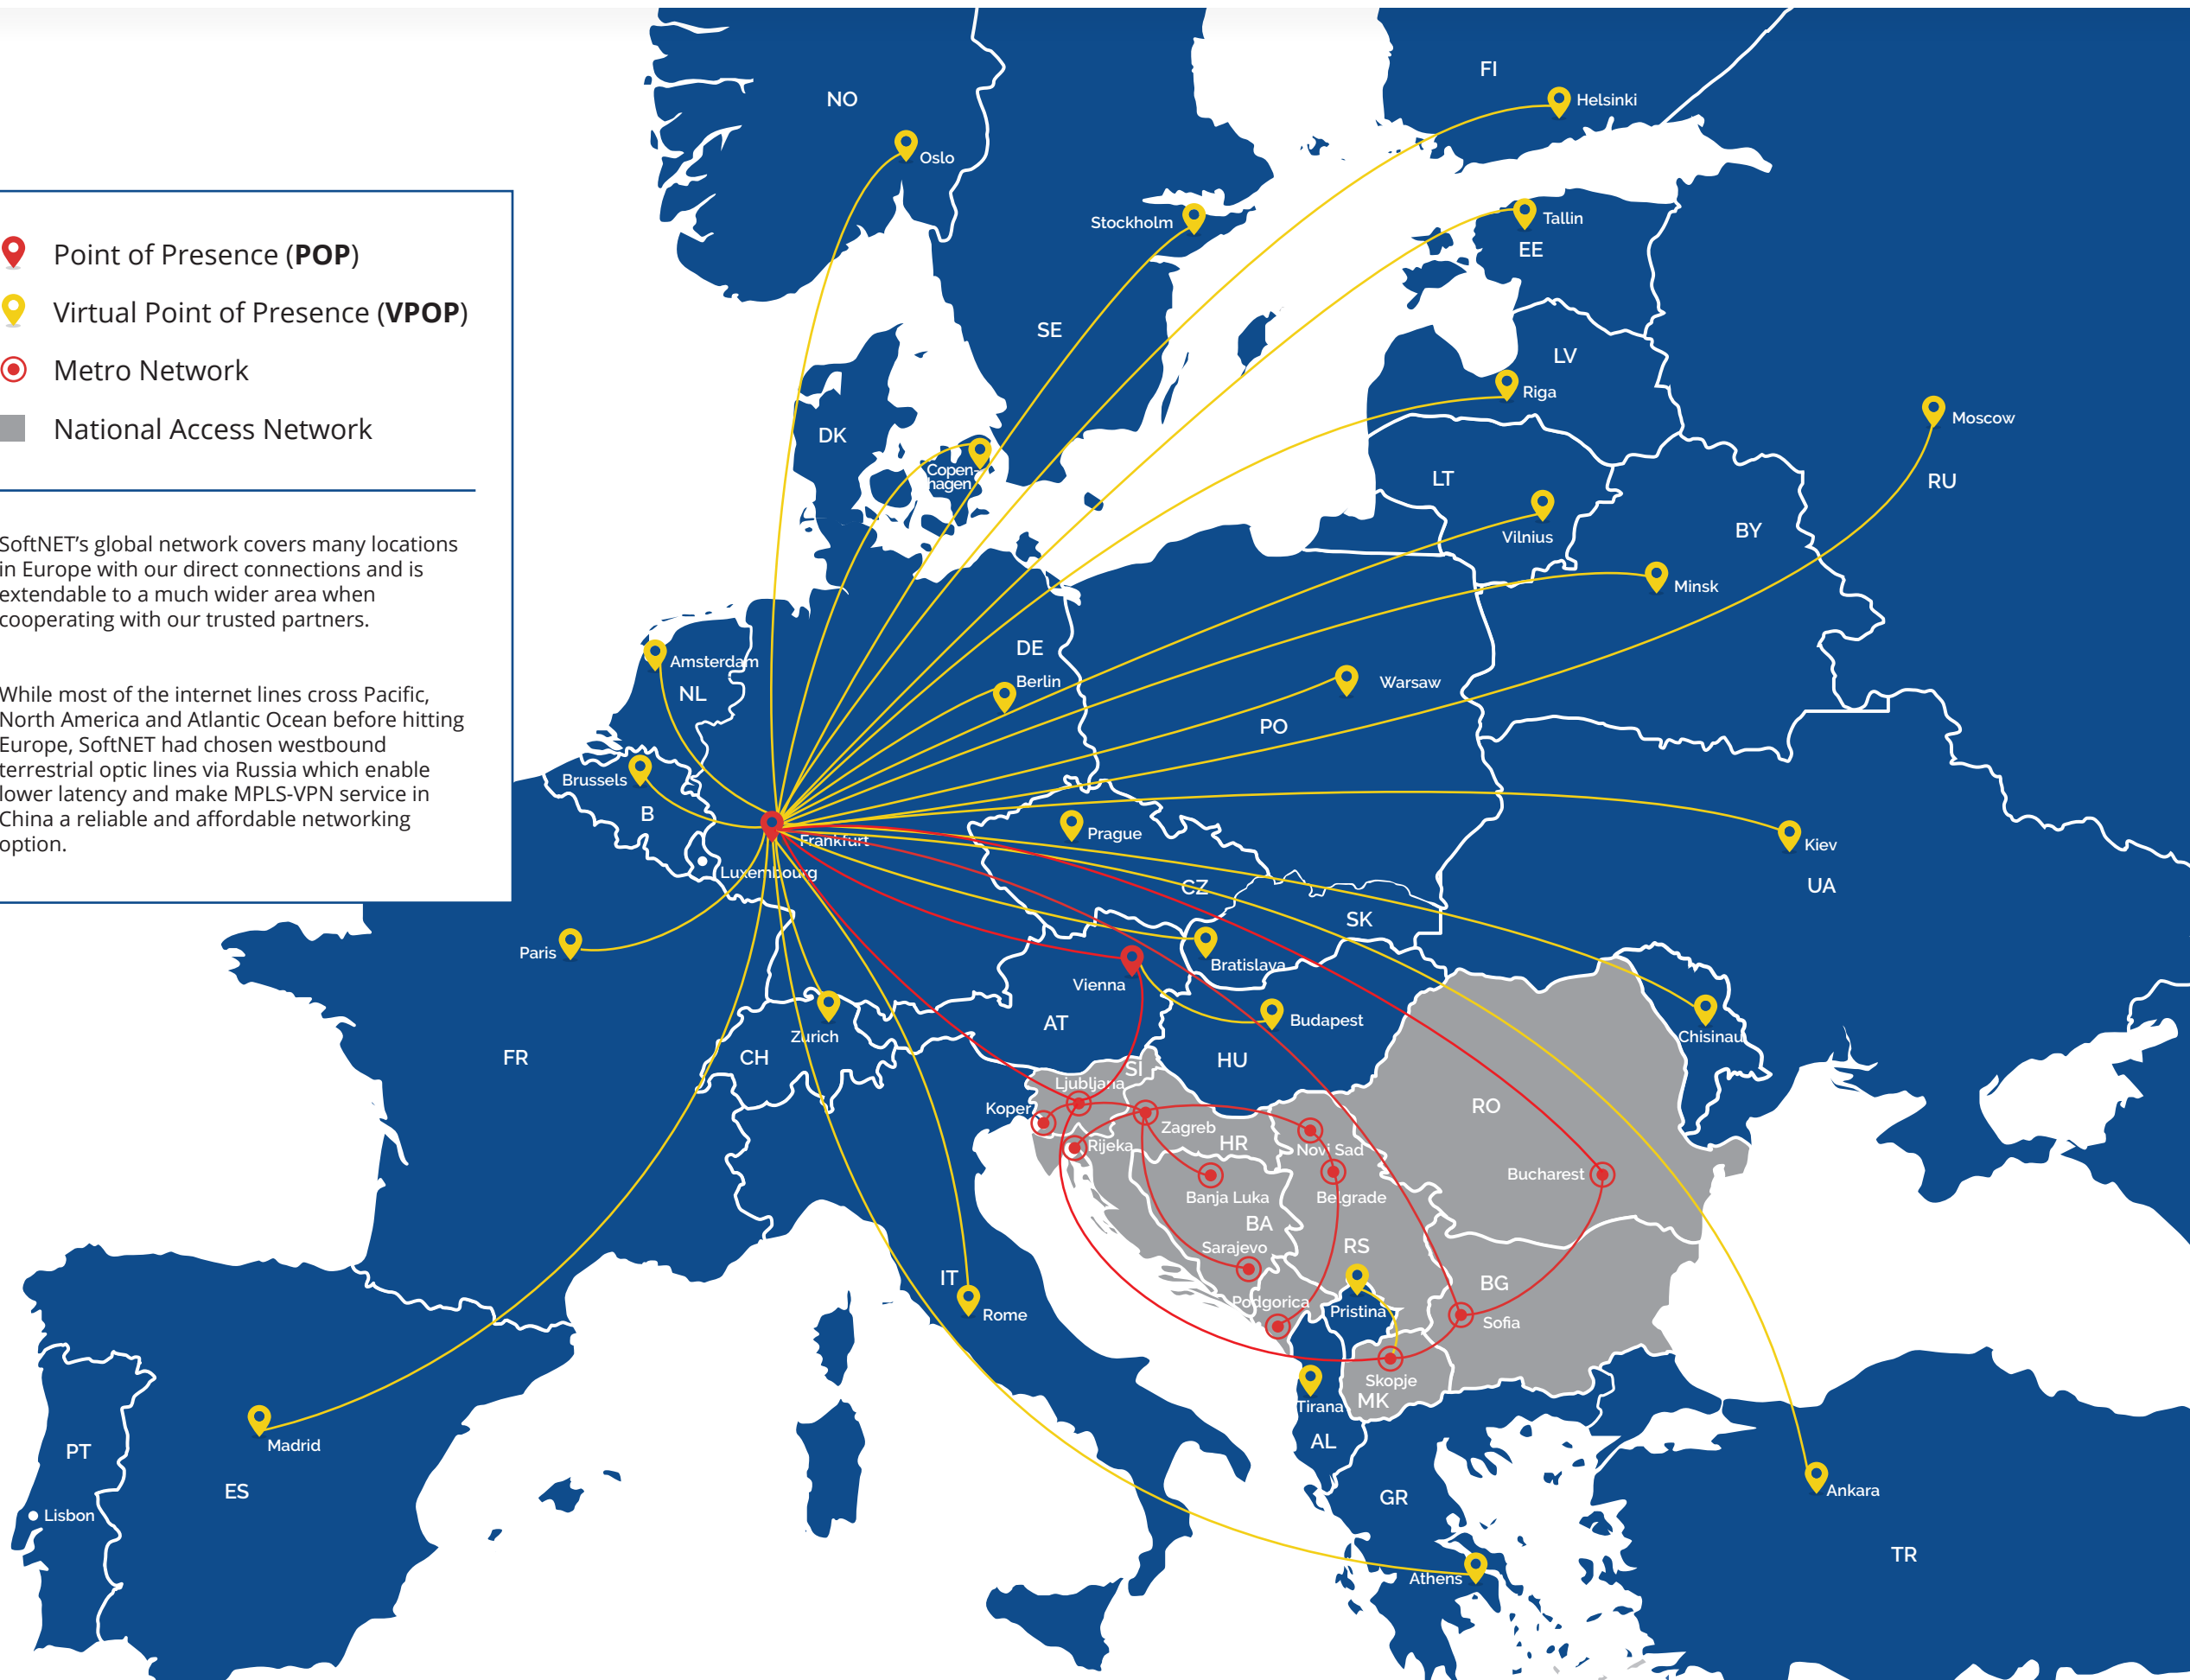 Point of Presence (POP)
Virtual Point of Presence (VPOP)
Metro Network
National Access Network
SoftNET's global network covers many locations
in Europe with our direct connections and is
extendable to a much wider area when
cooperating with our trusted partners.
While most of the internet lines cross Pacific,
North America and Atlantic Ocean before hitting
Europe, SoftNET had chosen westbound
terrestrial optic lines via Russia which enable
lower latency and make MPLS-VPN service in
China a reliable and affordable networking
option.
FI
NO
Helsinki
Oslo
Stockholm
Tallin
EE
SE
LV
Riga
Moscow
DK
Copen-
hagen
LT
RU
BY
Vilnius
Minsk
DE
Amsterdam
NL
Berlin
Warsaw
PO
Brussels
B
Prague
Frankfurt
Kiev
Luxembourg
CZ
UA
SK
Paris
Bratislava
Vienna
Budapest
AT
Zurich
Chisinau
FR
CH
HU
SI
Ljubljana
Koper
RO
Zagreb
HR
Rijeka
Novi Sad
Bucharest
Banja Luka
Belgrade
BA
Sarajevo
RS
IT
BG
Podgorica
Pristina
Rome
Sofia
Skopje
MK
Tirana
AL
Madrid
PT
ES
GR
Ankara
Lisbon
TR
Athens